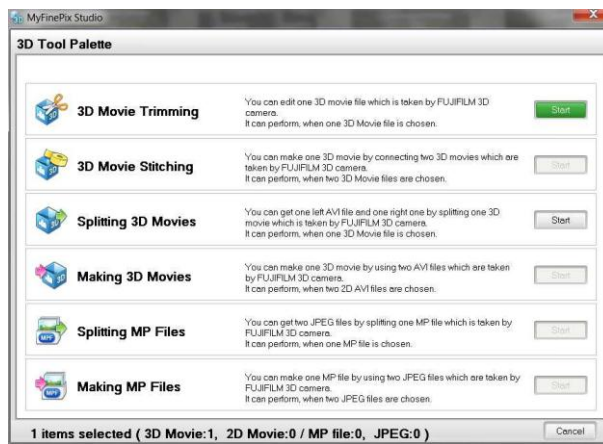 MyFinePix Studio
3D Tool Palette
3D Movie Trimming
You can edit one 3D movie file which is taken by FUJIFILM 3D
camera.
It can perform, when one 3D Movie file is chosen.
Start
3D Movie Stitching
You can make one 3D movie by connecting two 3D movies which are
taken by FUJIFILM 3D camera.
It can perform, when two 3D Movie files are chosen.
Start
Splitting 3D Movies
You can get one left AVI file and one right one by splitting one 3D
movie which is taken by FUJIFILM 3D camera.
It can perform, when one 3D Movie file is chosen.
Start
Making 3D Movies
You can make one 3D movie by using two AVI files which are taken
by FUJIFILM 3D camera.
It can perform, when two 2D AVI files are chosen.
Start
Splitting MP Files
You can get two JPEG files by splitting one MP file which is taken by
FUJIFILM 3D camera.
It can perform, when one MP file is chosen.
Start
Making MP Files
You can make one MP file by using two JPEG files which are taken by
FUJIFILM 3D camera.
It can perform, when two JPEG files are chosen.
Start
1 items selected ( 3D Movie:1, 2D Movie:0 / MP file:0, JPEG:0 )
Cancel